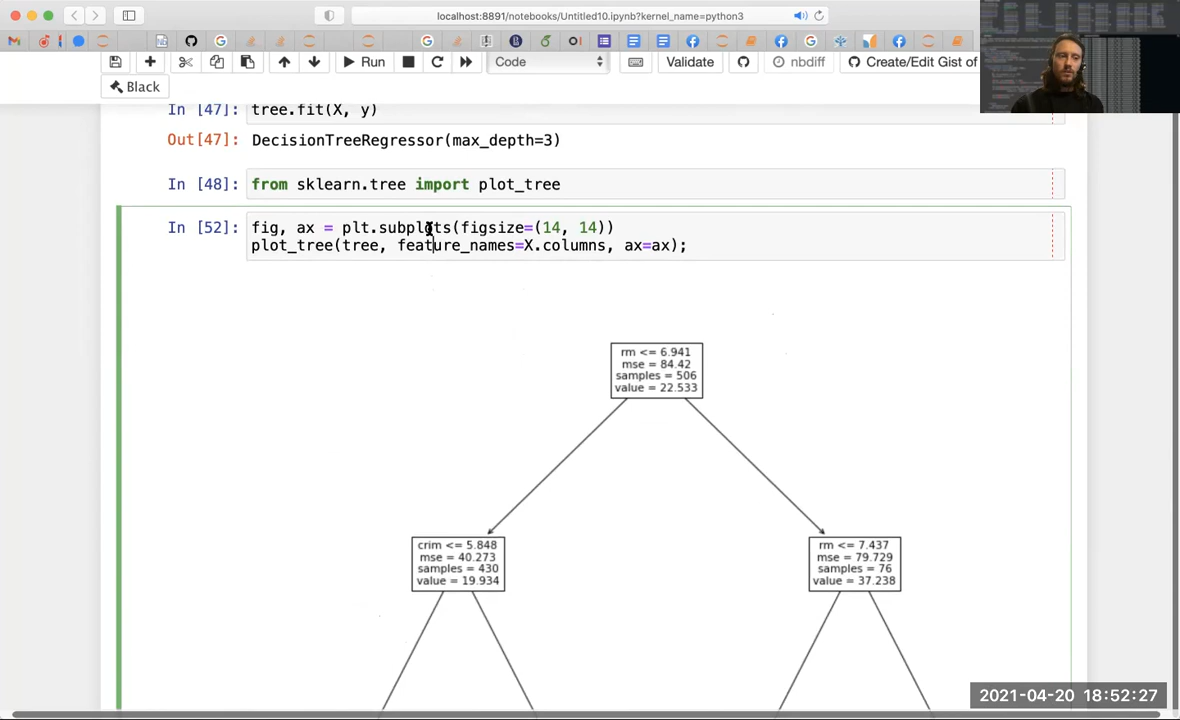 localhost:8891/notebooks/Untitled10.ipynb?kernel_name=python3
Run
Code
Validate
nbdiff
Create/Edit Gist of
Black
In [47]: tree.fit(X, y)
Out[47]: DecisionTreeRegressor(max_depth=3)
In [48]: from sklearn.tree import plot_tree
In [52]: fig, ax = plt.subplots(figsize=(14, 14))
plot_tree(tree, feature_names=X.columns, ax=ax);
rm <= 6.941
mse = 84.42
samples = 506
value = 22.533
crim <= 5.848
mse = 40.273
samples = 430
value = 19.934
rm <= 7.437
mse = 79.729
samples = 76
value = 37.238
2021-04-20 18:52:27